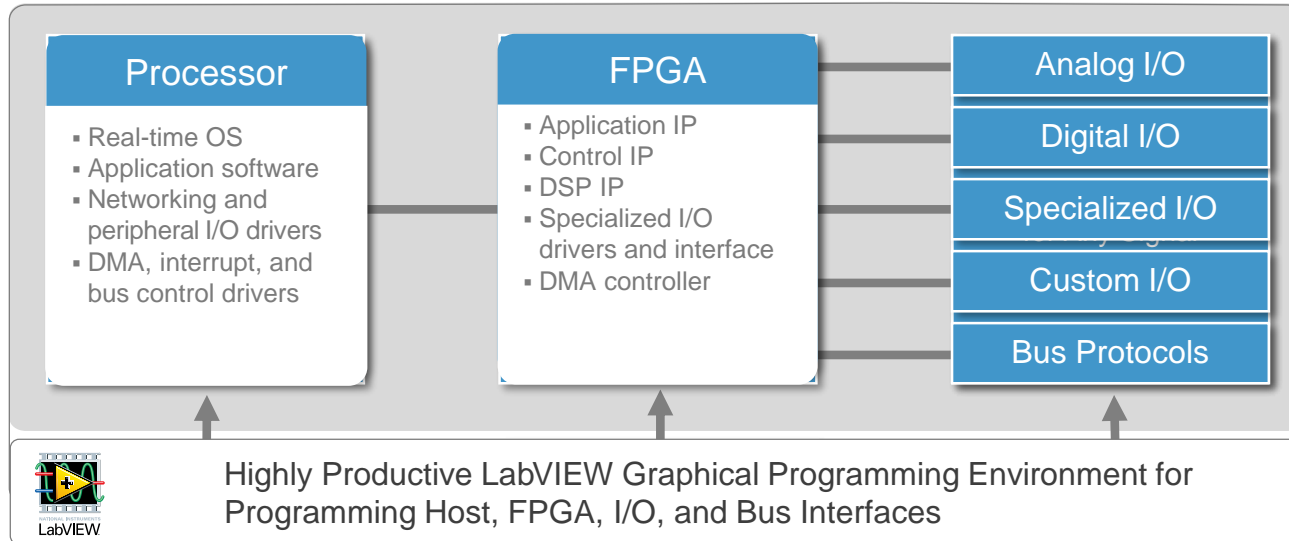 Processor
▪ Real-time OS
▪ Application software
▪ Networking and
peripheral I/O drivers
▪ DMA, interrupt, and
bus control drivers
FPGA
▪ Application IP
▪ Control IP
▪ DSP IP
▪ Specialized I/O
drivers and interface
▪ DMA controller
Analog I/O
Digital I/O
Specialized I/O
Custom I/O
Bus Protocols
NATIONAL INSTRUMENTS
LabVIEW
Highly Productive LabVIEW Graphical Programming Environment for
Programming Host, FPGA, I/O, and Bus Interfaces